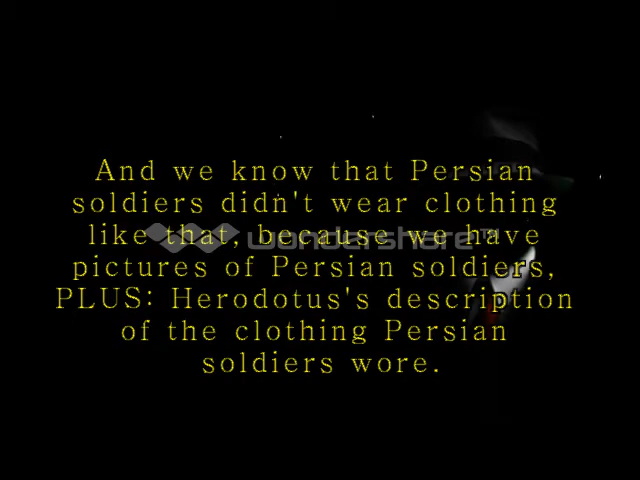 And we know that Persian
soldiers didn't wear clothing
like that, because we have
pictures of Persian soldiers,
PLUS: Herodotus's description
of the clothing Persian
soldiers wore.
wondershare™